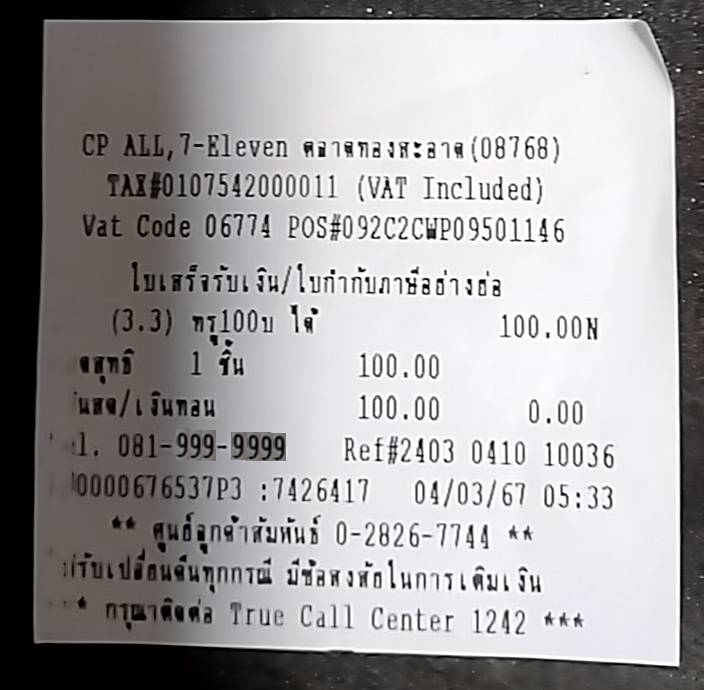 CP ALL,7-Eleven ตลาดทองสะอาด(08768)
TAX#0107542000011 (VAT Included)
Vat Code 06774 POS#092C2CWP09501146
ใบเสร็จรับเงิน/ใบกำกับภาษีอย่างย่อ
(3.3) ทรู100บ ได้ 100.00N
ดสุทธิ 1 ชิ้น 100.00
นสด/เงินทอน 100.00 0.00
l. 081-999-9999 Ref#2403 0410 10036
0000676537P3 :7426417 04/03/67 05:33
** ศูนย์ลูกค้าสัมพันธ์ 0-2826-7744 **
รับเปลี่ยนคืนทุกกรณี มีข้อสงสัยในการเติมเงิน
* กรุณาติดต่อ True Call Center 1242 ***